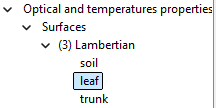 Optical and temperatures properties
Surfaces
(3) Lambertian
soil
leaf
trunk